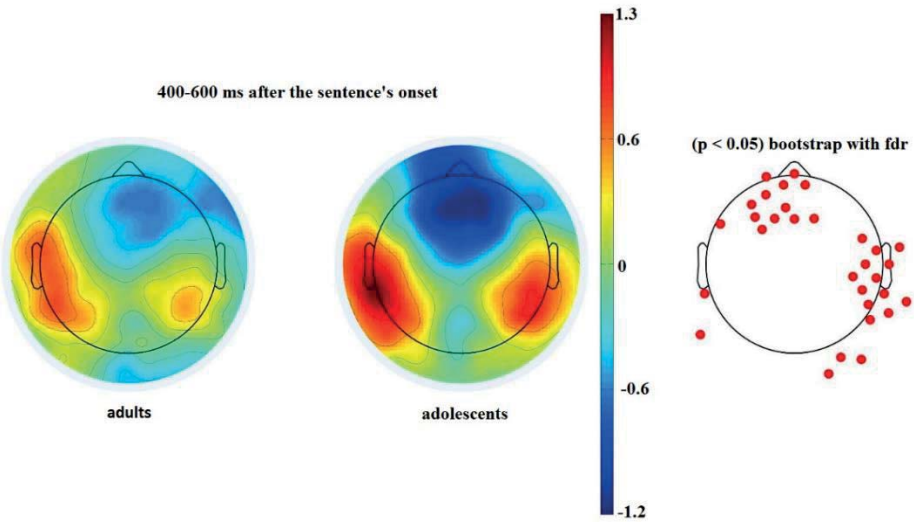 1.3
400-600 ms after the sentence's onset
0.6
(p < 0.05) bootstrap with fdr
0
-0.6
adults
adolescents
-1.2